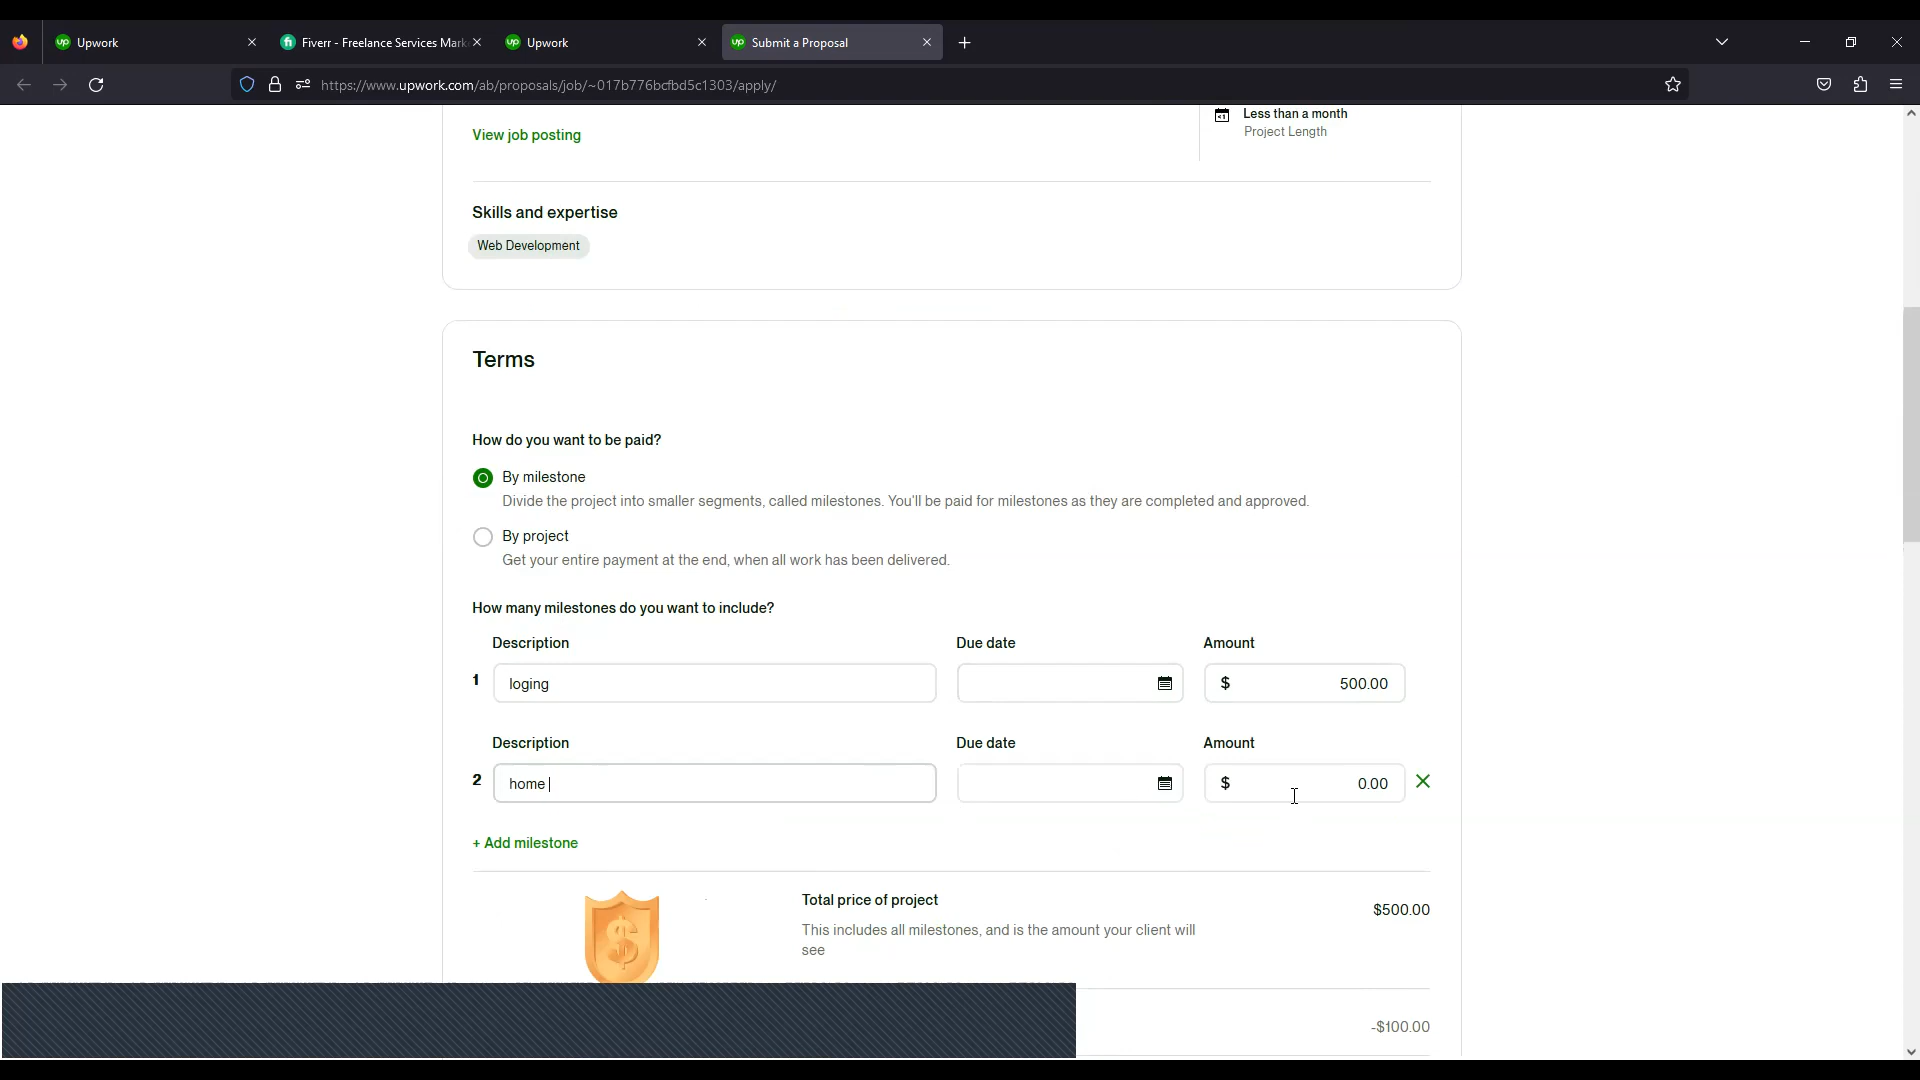 Upwork
Fiverr - Freelance Services Mark
Upwork
Submit a Proposal
https://www.upwork.com/ab/proposals/job/~017b776bcfbd5c1303/apply/
View job posting
Less than a month
Project Length
Skills and expertise
Web Development
Terms
How do you want to be paid?
By milestone
Divide the project into smaller segments, called milestones. You'll be paid for milestones as they are completed and approved.
By project
Get your entire payment at the end, when all work has been delivered.
How many milestones do you want to include?
Description Due date Amount
1 loging $ 500.00
Description Due date Amount
2 home $ 0.00
+ Add milestone
Total price of project
$500.00
This includes all milestones, and is the amount your client will
see
-$100.00